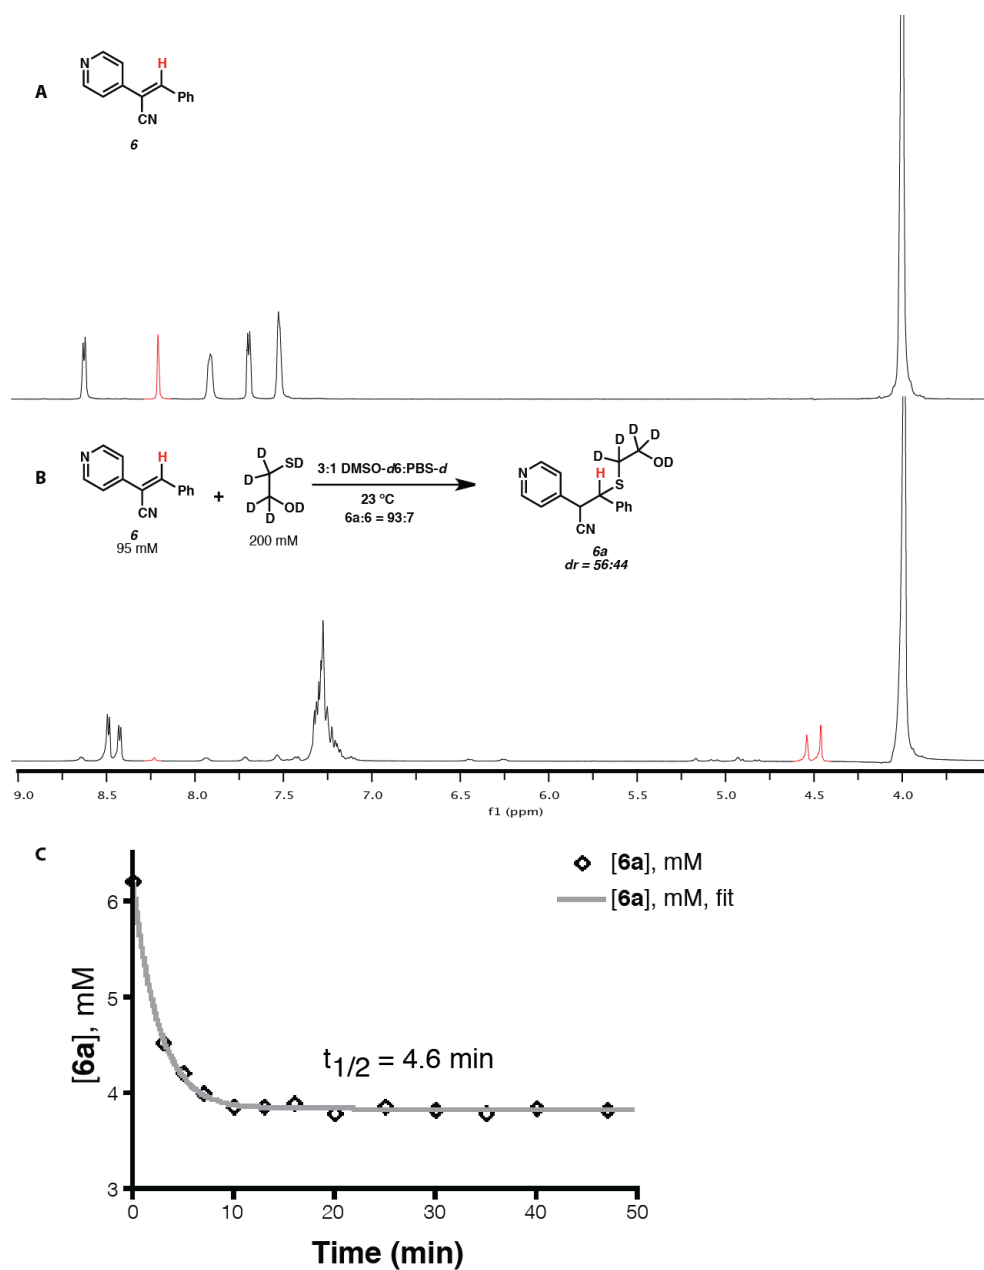 A
N
H
Ph
CN
6
B
N
H
Ph
CN
6
95 mM
+
D
D
SD
D
D
OD
200 mM
3:1 DMSO-d6:PBS-d
23 ºC
6a:6 = 93:7
N
D
D
D
D
OD
H
S
Ph
CN
6a
dr = 56:44
9.0 8.5 8.0 7.5 7.0 6.5 6.0 5.5 5.0 4.5 4.0
f1 (ppm)
C
[6a], mM
[6a], mM, fit
[6a], mM
6
5
4
3
t1/2 = 4.6 min
0 10 20 30 40 50
Time (min)